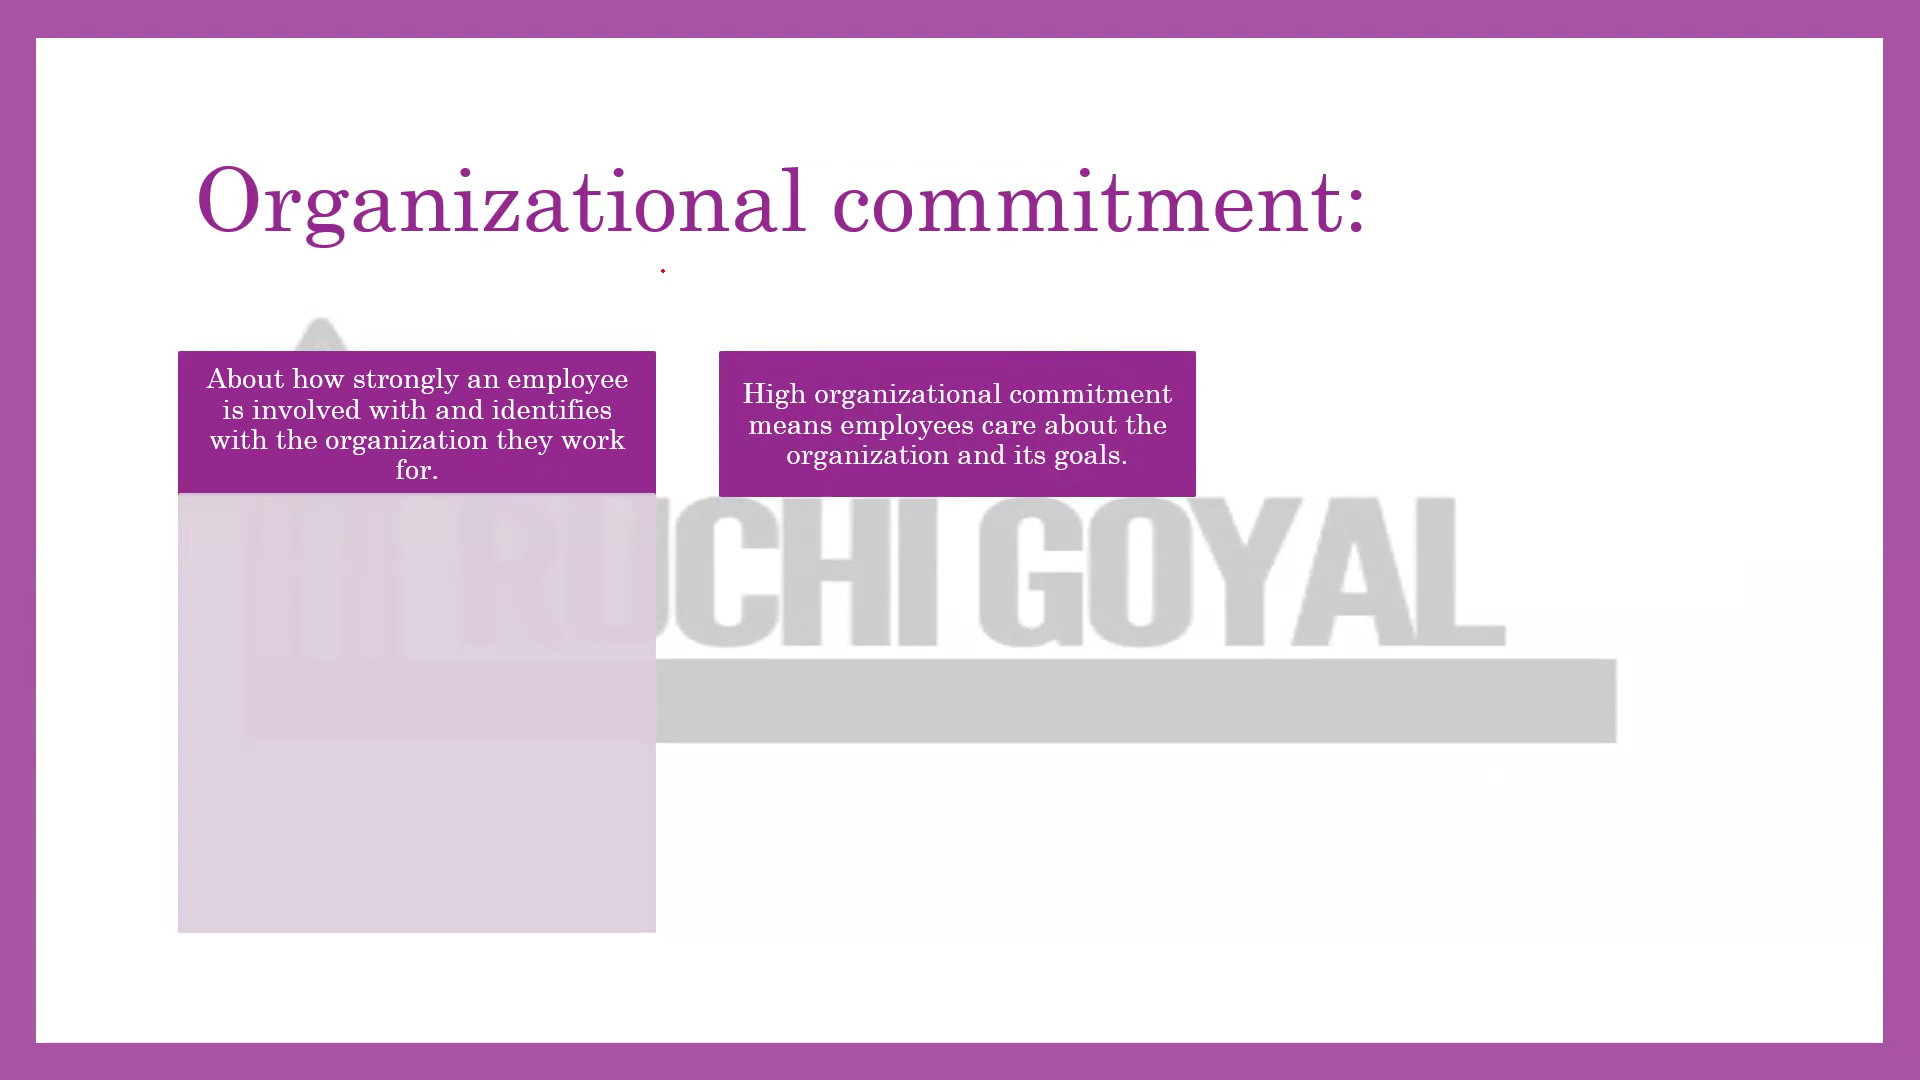 Organizational commitment:
About how strongly an employee
is involved with and identifies
with the organization they work
for.
High organizational commitment
means employees care about the
organization and its goals.
RUCHI GOYAL